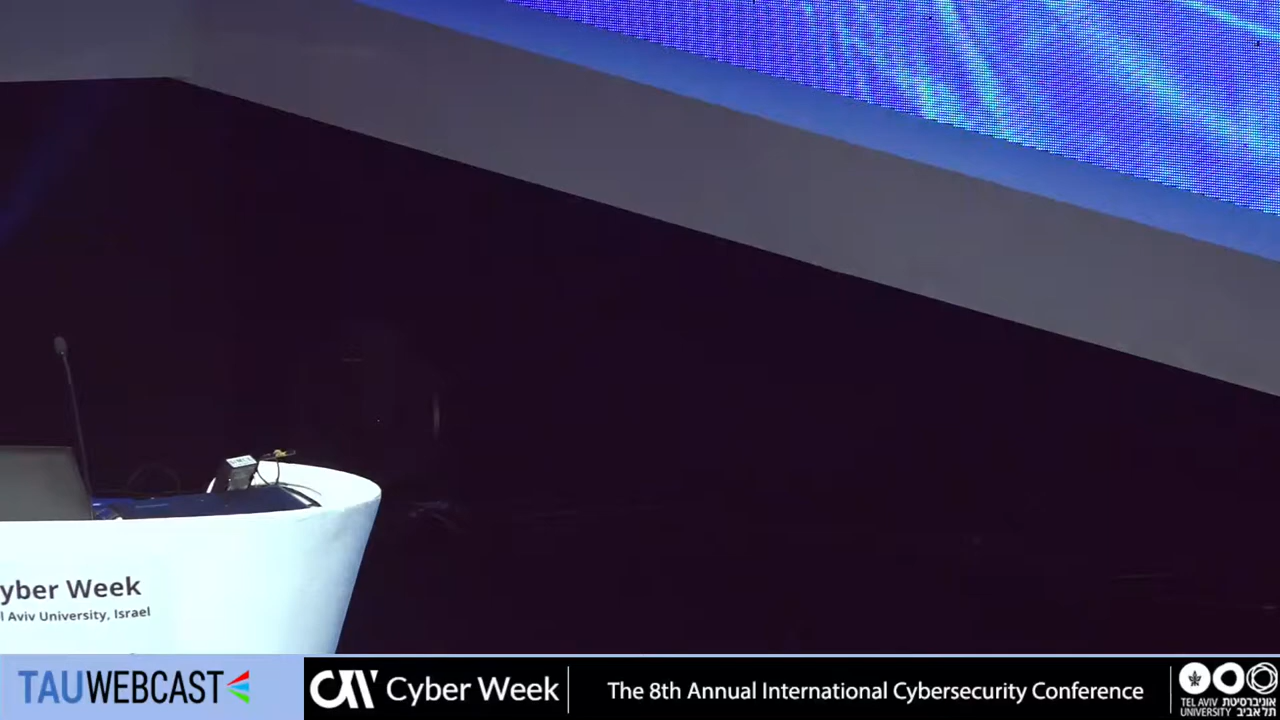 yber Week
l Aviv University, Israel
TAUWEBCAST
CW Cyber Week
The 8th Annual International Cybersecurity Conference
TEL AVIV אוניברסיטת
UNIVERSITY תל אביב